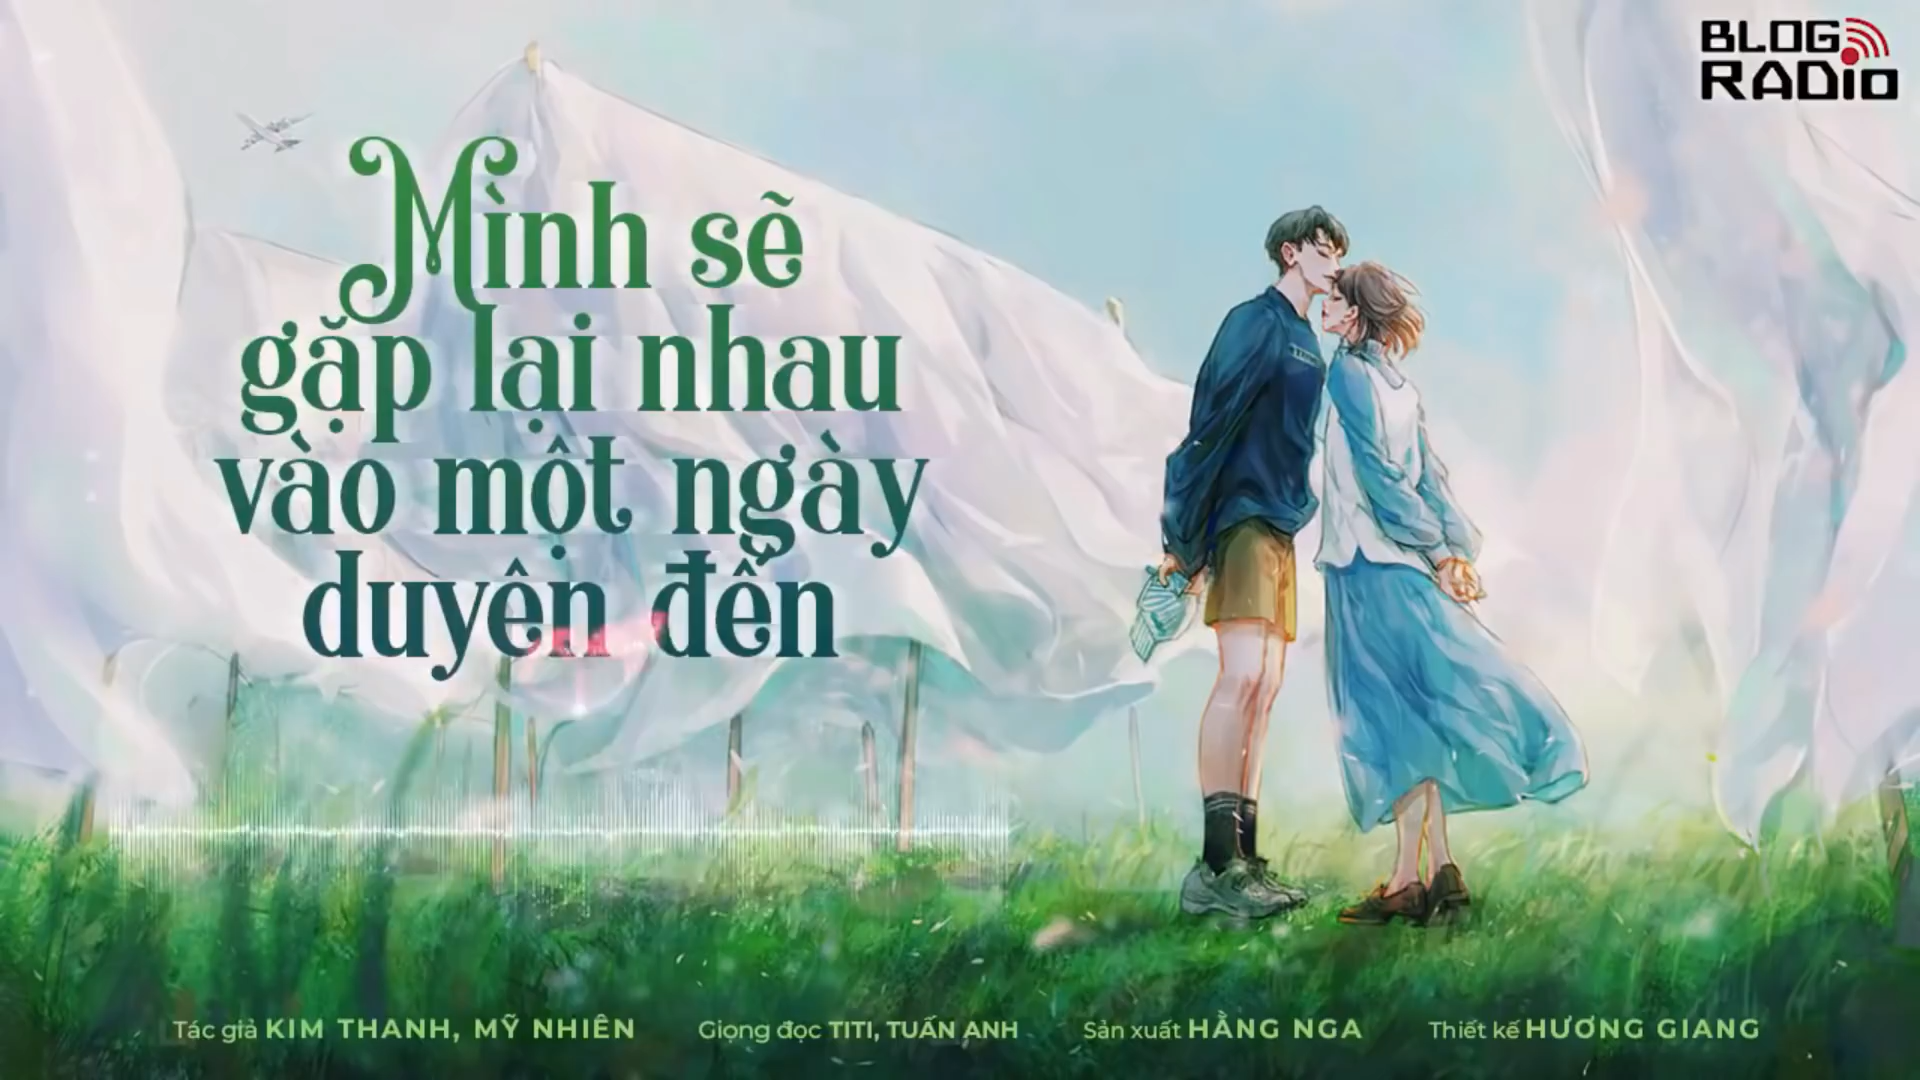 BLOG
RADIO
Mình sẽ
gặp lại nhau
vào một ngày
duyên đến
Tác giả KIM THANH, MỸ NHIÊN Giọng đọc TITI, TUẤN ANH Sản xuất HẰNG NGA Thiết kế HƯƠNG GIANG